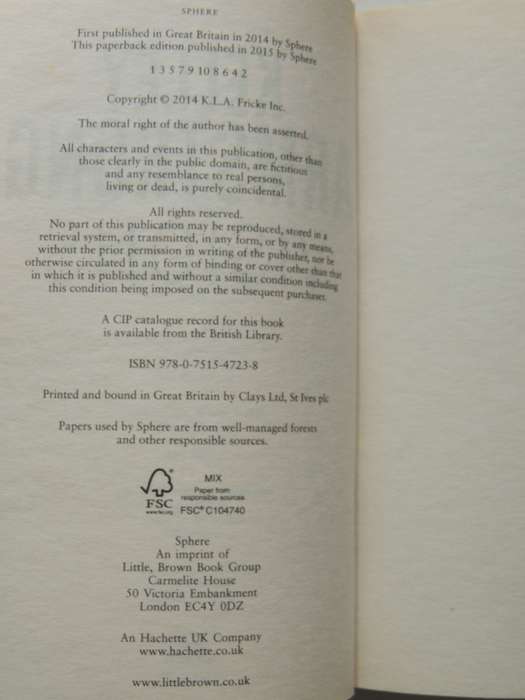 SPHERE
First published in Great Britain in 2014 by Sphere
This paperback edition published in 2015 by Sphere
1 3 5 7 9 10 8 6 4 2
Copyright © 2014 K.L.A. Fricke Inc.
The moral right of the author has been asserted.
All characters and events in this publication, other than
those clearly in the public domain, are fictitious
and any resemblance to real persons,
living or dead, is purely coincidental.
All rights reserved.
No part of this publication may be reproduced, stored in a
retrieval system, or transmitted, in any form, or by any means,
without the prior permission in writing of the publisher, nor be
otherwise circulated in any form of binding or cover other than that
in which it is published and without a similar condition including
this condition being imposed on the subsequent purchaser.
A CIP catalogue record for this book
is available from the British Library.
ISBN 978-0-7515-4723-8
Printed and bound in Great Britain by Clays Ltd, St Ives plc
Papers used by Sphere are from well-managed forests
and other responsible sources.
MIX
Paper from
responsible sources
FSC® C104740
FSC
www.fsc.org
Sphere
An imprint of
Little, Brown Book Group
Carmelite House
50 Victoria Embankment
London EC4Y 0DZ
An Hachette UK Company
www.hachette.co.uk
www.littlebrown.co.uk